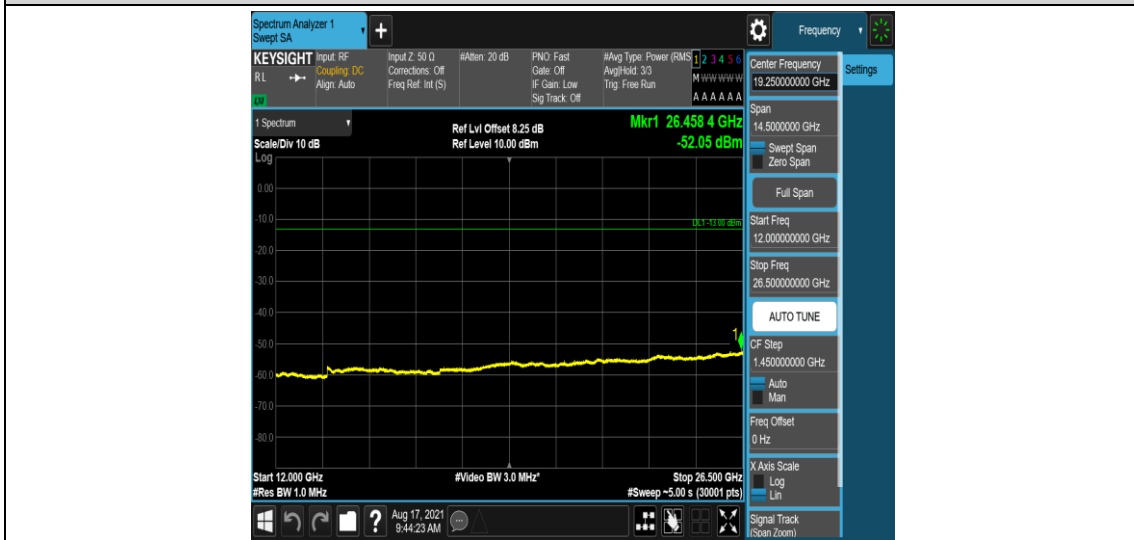 Spectrum Analyzer 1
Swept SA
+
Frequency
KEYSIGHT
RL
LXI
Input: RF
Coupling: DC
Align: Auto
Input Z: 50 Ω
Corrections: Off
Freq Ref: Int (S)
#Atten: 20 dB
PNO: Fast
Gate: Off
IF Gain: Low
Sig Track: Off
#Avg Type: Power (RMS
Avg|Hold: 3/3
Trig: Free Run
1 2 3 4 5 6
M W W W W W
A A A A A A
1 Spectrum
Scale/Div 10 dB
Ref Lvl Offset 8.25 dB
Ref Level 10.00 dBm
Mkr1 26.458 4 GHz
-52.05 dBm
Log
0.00
-10.0
DL1 -13.00 dBm
-20.0
-30.0
-40.0
1
-50.0
-60.0
-70.0
-80.0
Start 12.000 GHz
#Res BW 1.0 MHz
#Video BW 3.0 MHz*
Stop 26.500 GHz
#Sweep ~5.00 s (30001 pts)
Aug 17, 2021
9:44:23 AM
?
Center Frequency
19.250000000 GHz
Settings
Span
14.5000000 GHz
Swept Span
Zero Span
Full Span
Start Freq
12.000000000 GHz
Stop Freq
26.500000000 GHz
AUTO TUNE
CF Step
1.450000000 GHz
Auto
Man
Freq Offset
0 Hz
X Axis Scale
Log
Lin
Signal Track
(Span Zoom)